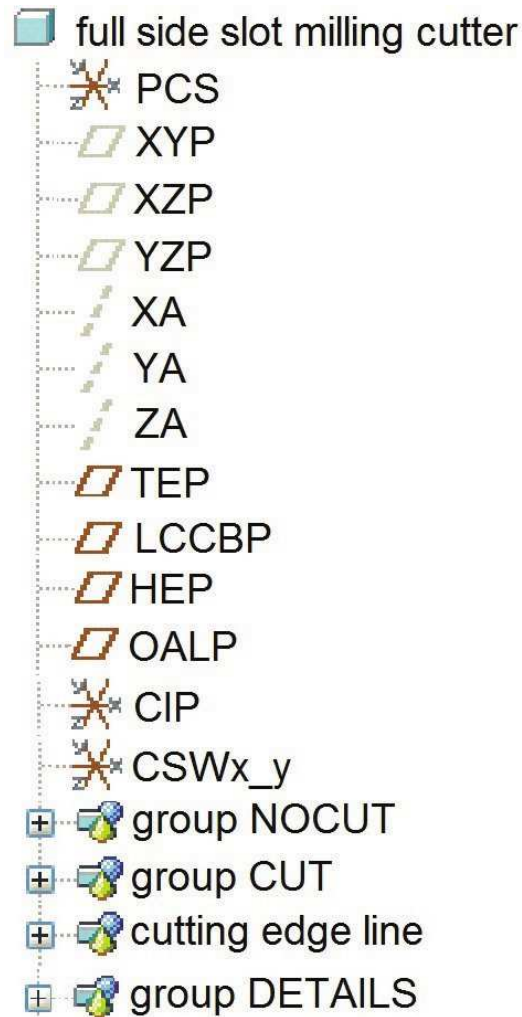 full side slot milling cutter
PCS
XYP
XZP
YZP
XA
YA
ZA
TEP
LCCBP
HEP
OALP
CIP
CSWx_y
group NOCUT
group CUT
cutting edge line
group DETAILS